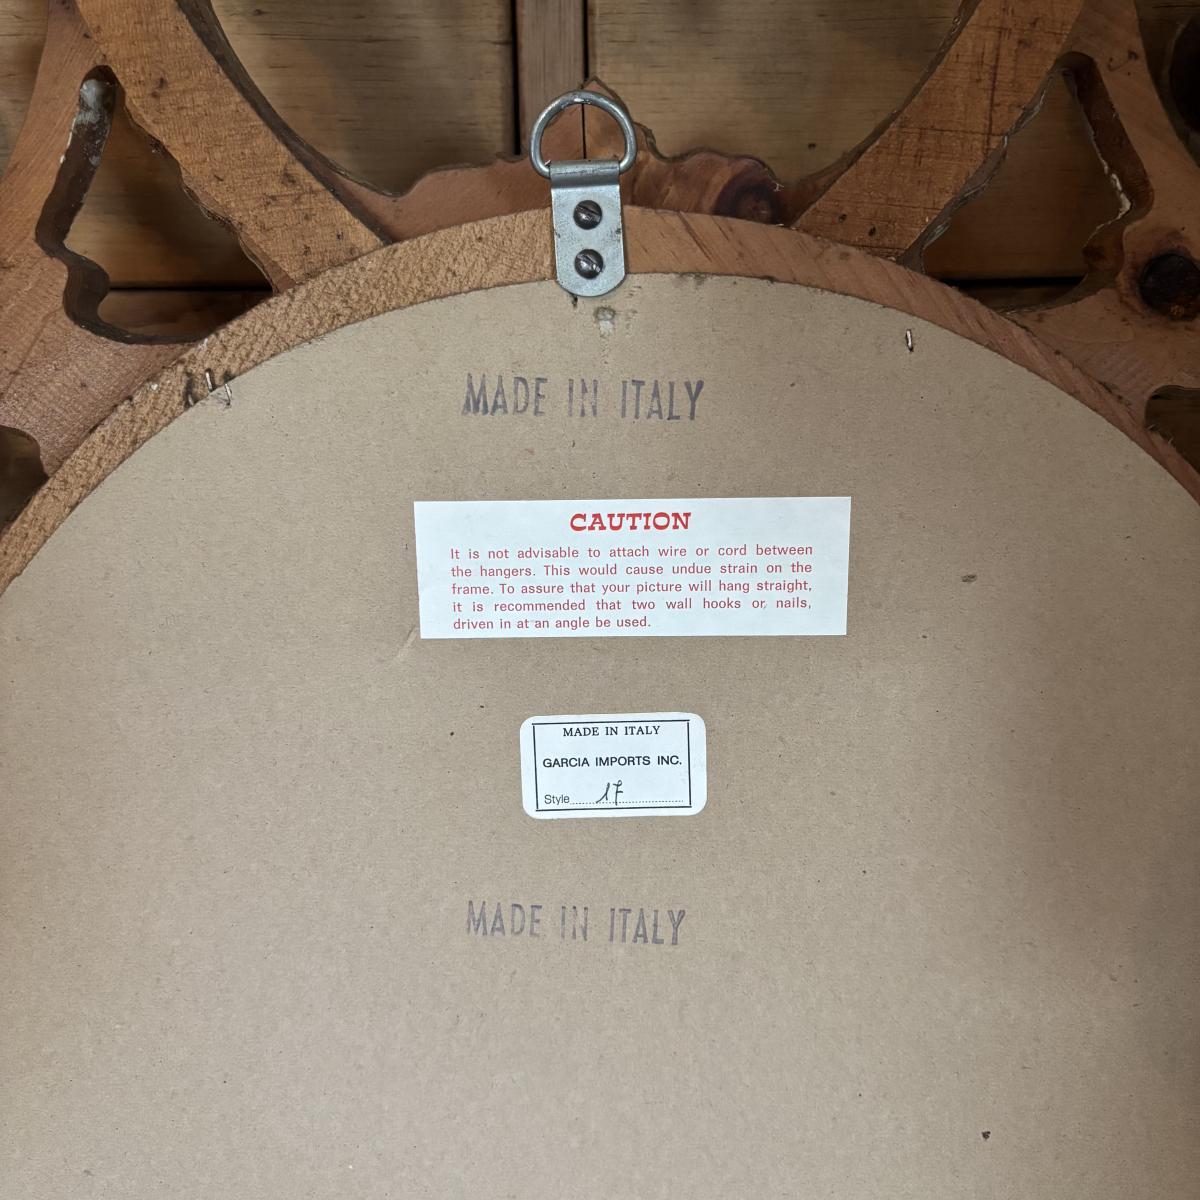 MADE IN ITALY
CAUTION
It is not advisable to attach wire or cord between
the hangers. This would cause undue strain on the
frame. To assure that your picture will hang straight,
it is recommended that two wall hooks or nails,
driven in at an angle be used.
MADE IN ITALY
GARCIA IMPORTS INC.
Style 17
MADE IN ITALY